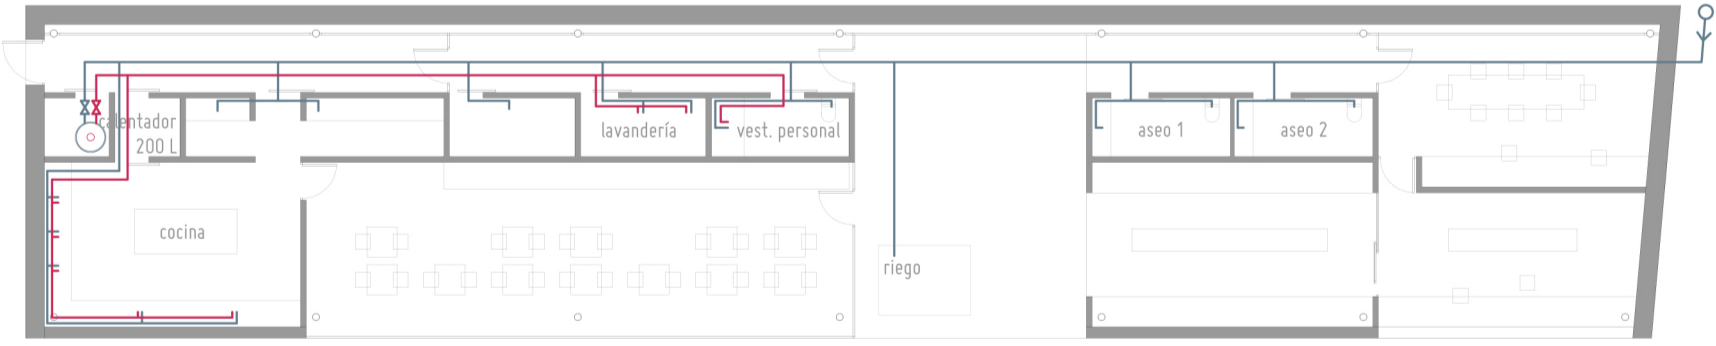 calentador
200 L
lavandería
vest. personal
aseo 1
aseo 2
cocina
riego